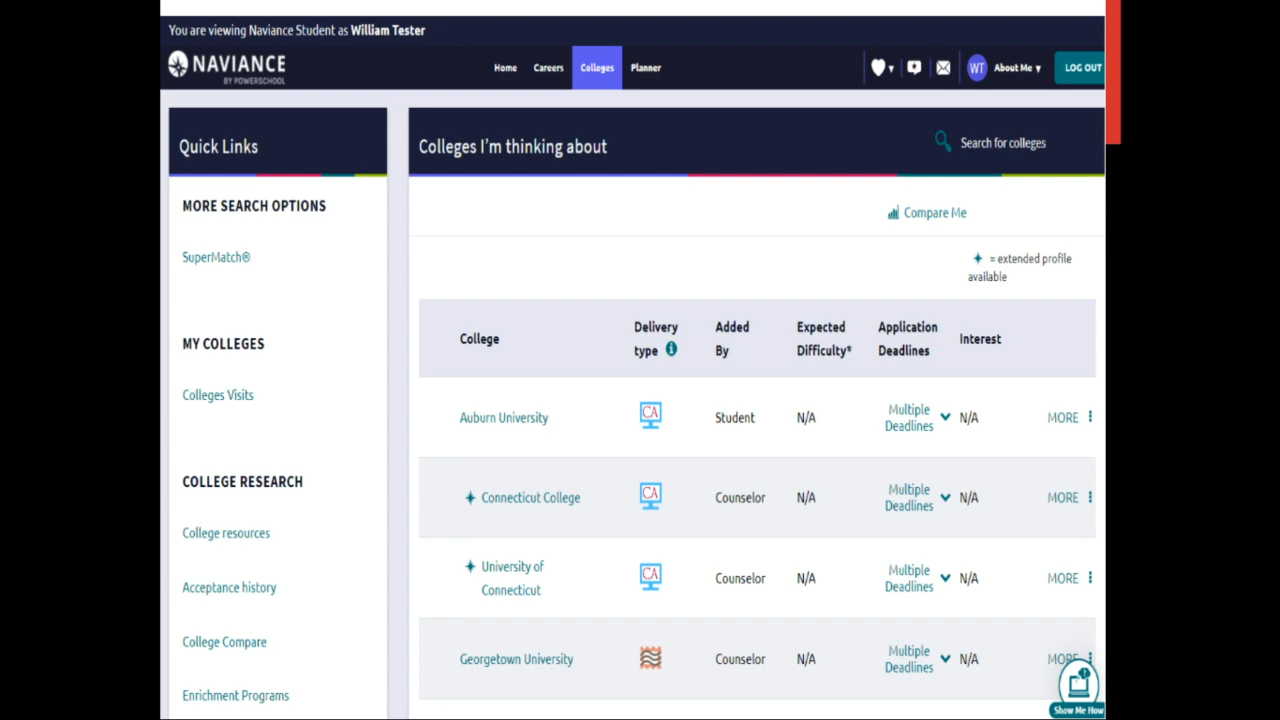 You are viewing Naviance Student as William Tester
NAVIANCE
BY POWERSCHOOL
Home Careers Colleges Planner
WT About Me LOG OUT
Quick Links
MORE SEARCH OPTIONS
SuperMatch®
MY COLLEGES
Colleges Visits
COLLEGE RESEARCH
College resources
Acceptance history
College Compare
Enrichment Programs
Colleges I'm thinking about
Search for colleges
Compare Me
= extended profile
available
College Delivery type Added By Expected Difficulty* Application Deadlines Interest
Auburn University CA Student N/A Multiple Deadlines N/A MORE
Connecticut College CA Counselor N/A Multiple Deadlines N/A MORE
University of Connecticut CA Counselor N/A Multiple Deadlines N/A MORE
Georgetown University Counselor N/A Multiple Deadlines N/A MORE
Show Me How